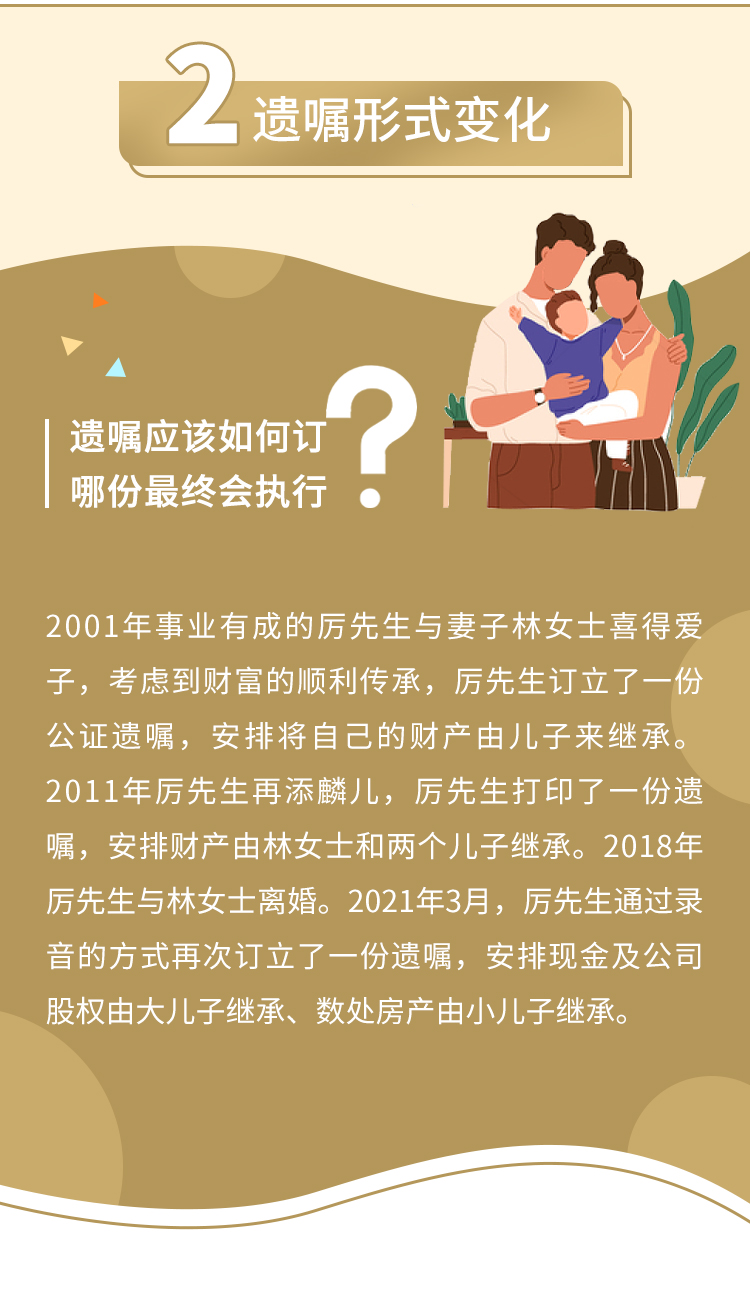 2 遗嘱形式变化
遗嘱应该如何订
哪份最终会执行
?
2001年事业有成的厉先生与妻子林女士喜得爱
子，考虑到财富的顺利传承，厉先生订立了一份
公证遗嘱，安排将自己的财产由儿子来继承。
2011年厉先生再添麟儿，厉先生打印了一份遗
嘱，安排财产由林女士和两个儿子继承。2018年
厉先生与林女士离婚。2021年3月，厉先生通过录
音的方式再次订立了一份遗嘱，安排现金及公司
股权由大儿子继承、数处房产由小儿子继承。